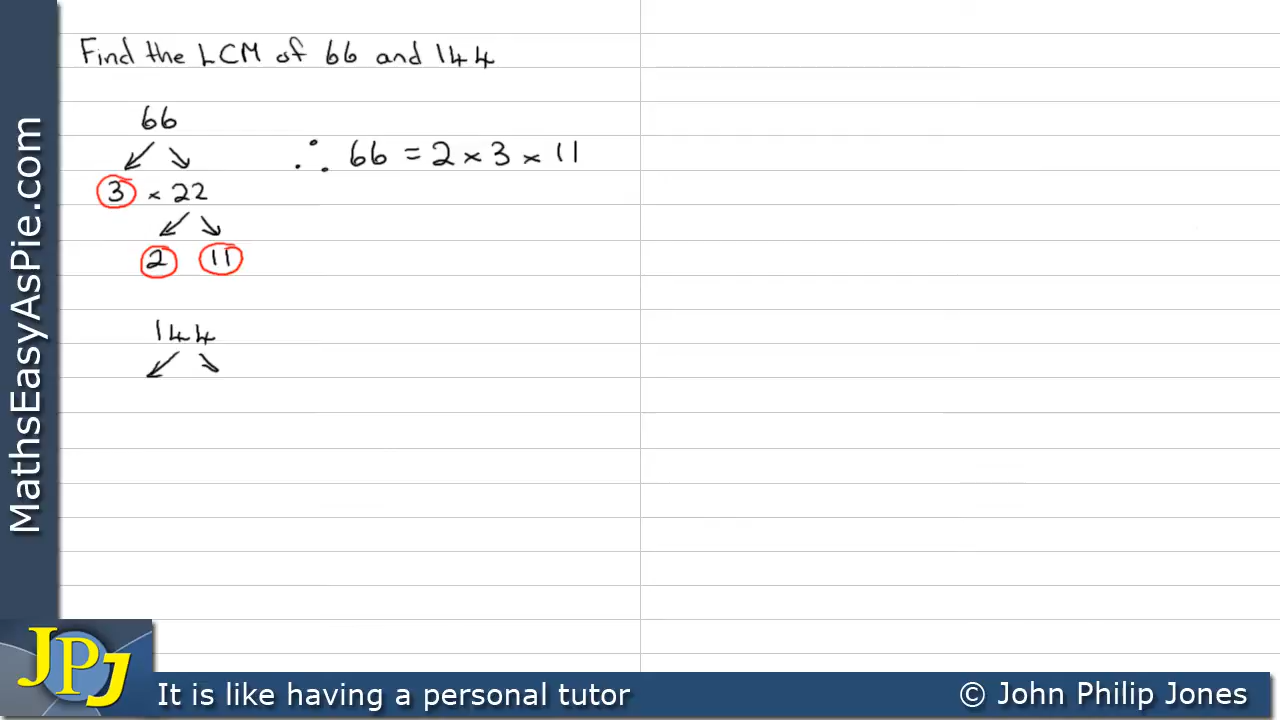 Find the LCM of 66 and 144
66
∴ 66 = 2 × 3 × 11
3 × 22
2 11
144
MathsEasyAsPie.com
JPJ
It is like having a personal tutor
© John Philip Jones